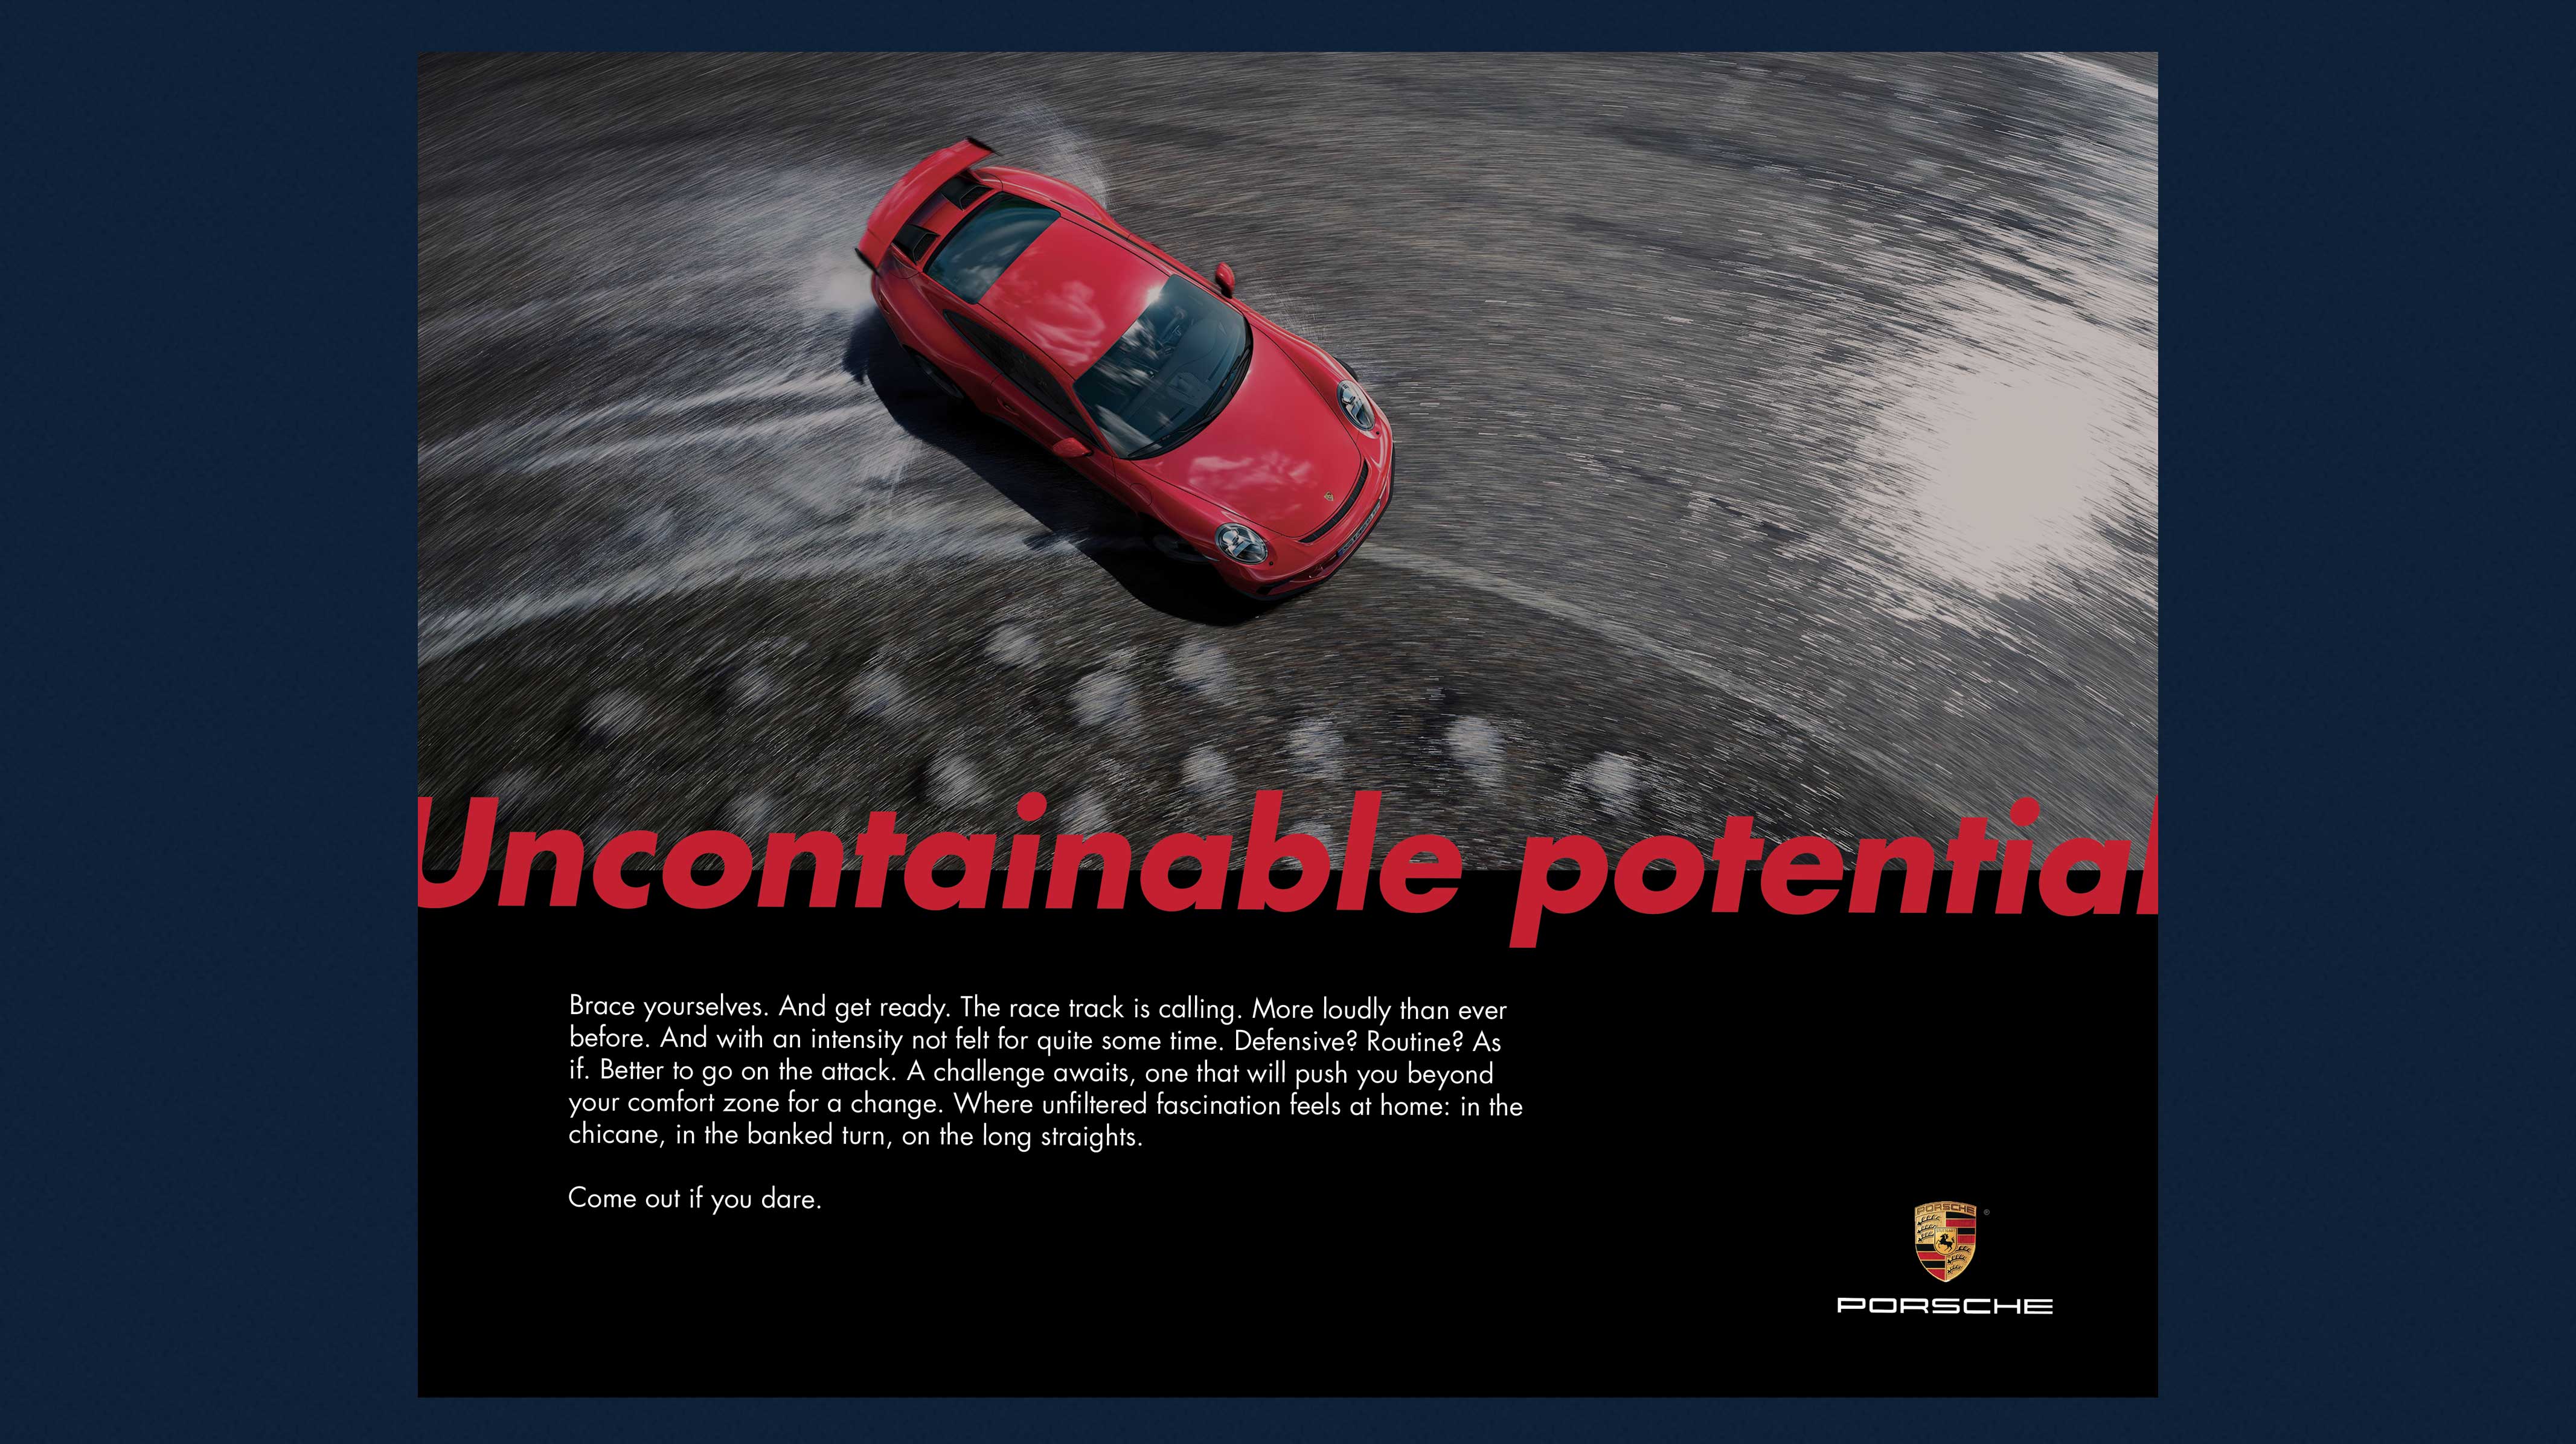 Uncontainable potential
Brace yourselves. And get ready. The race track is calling. More loudly than ever
before. And with an intensity not felt for quite some time. Defensive? Routine? As
if. Better to go on the attack. A challenge awaits, one that will push you beyond
your comfort zone for a change. Where unfiltered fascination feels at home: in the
chicane, in the banked turn, on the long straights.
Come out if you dare.
PORSCHE
®
PORSCHE